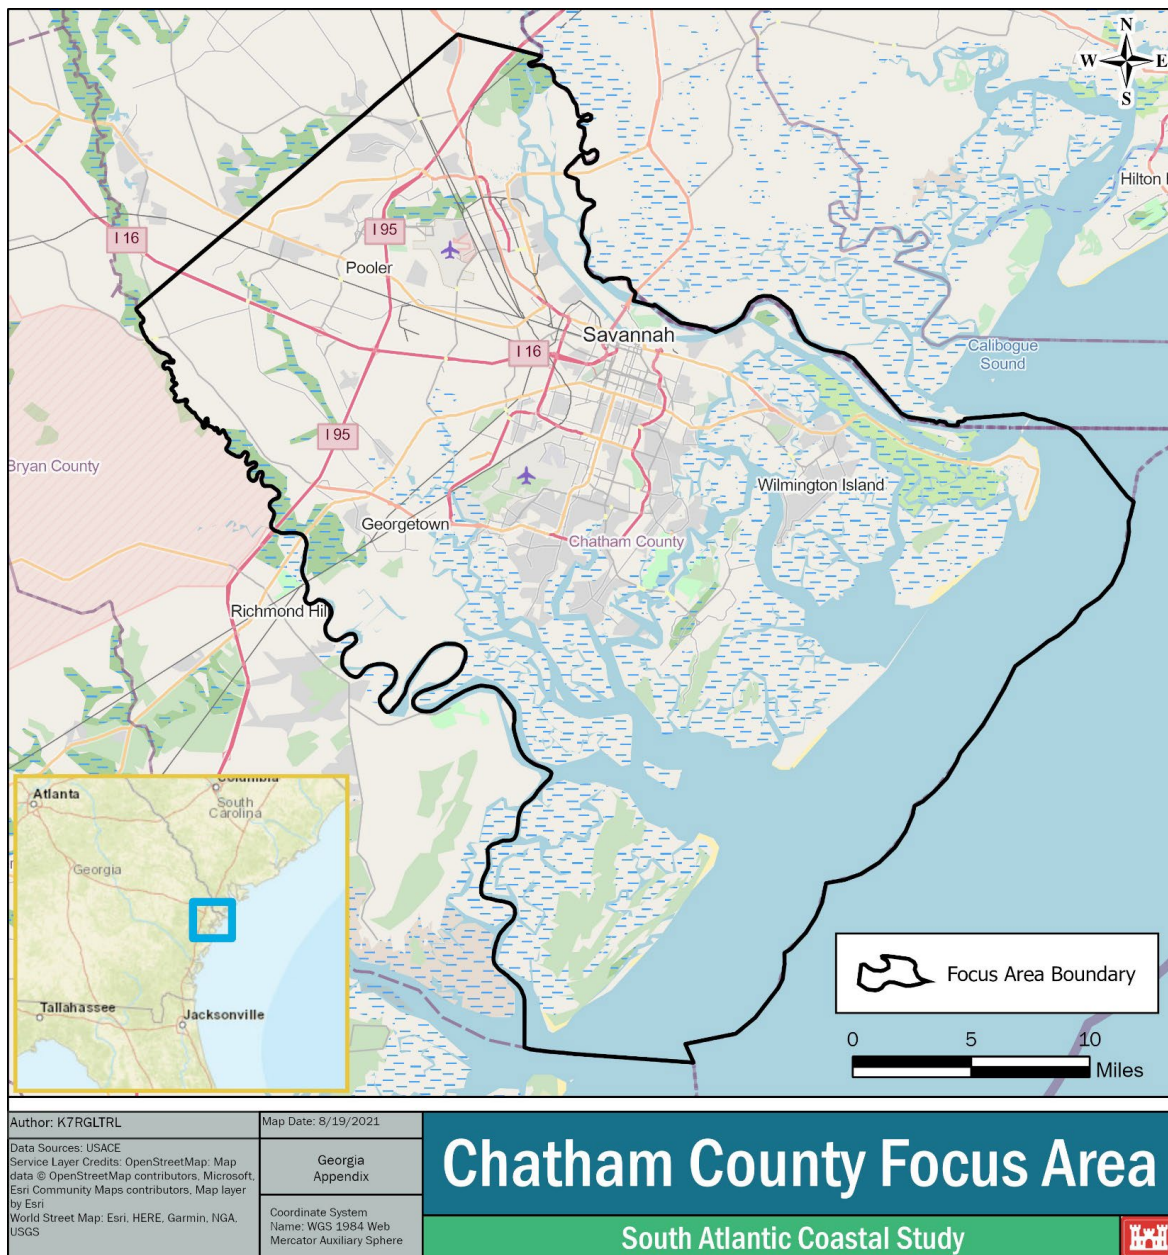 N
W E
S
Hilton
I 16
I 95
Pooler
Savannah
I 16
Calibogue
Sound
I 95
Bryan County
Wilmington Island
Georgetown
Chatham County
Richmond Hill
Columbia
Atlanta
South
Carolina
Georgia
Tallahassee
Jacksonville
Focus Area Boundary
0 5 10
Miles
Author: K7RGLTRL
Data Sources: USACE
Service Layer Credits: OpenStreetMap: Map
data © OpenStreetMap contributors, Microsoft,
Esri Community Maps contributors, Map layer
by Esri
World Street Map: Esri, HERE, Garmin, NGA,
USGS
Map Date: 8/19/2021
Georgia
Appendix
Coordinate System
Name: WGS 1984 Web
Mercator Auxiliary Sphere
Chatham County Focus Area
South Atlantic Coastal Study